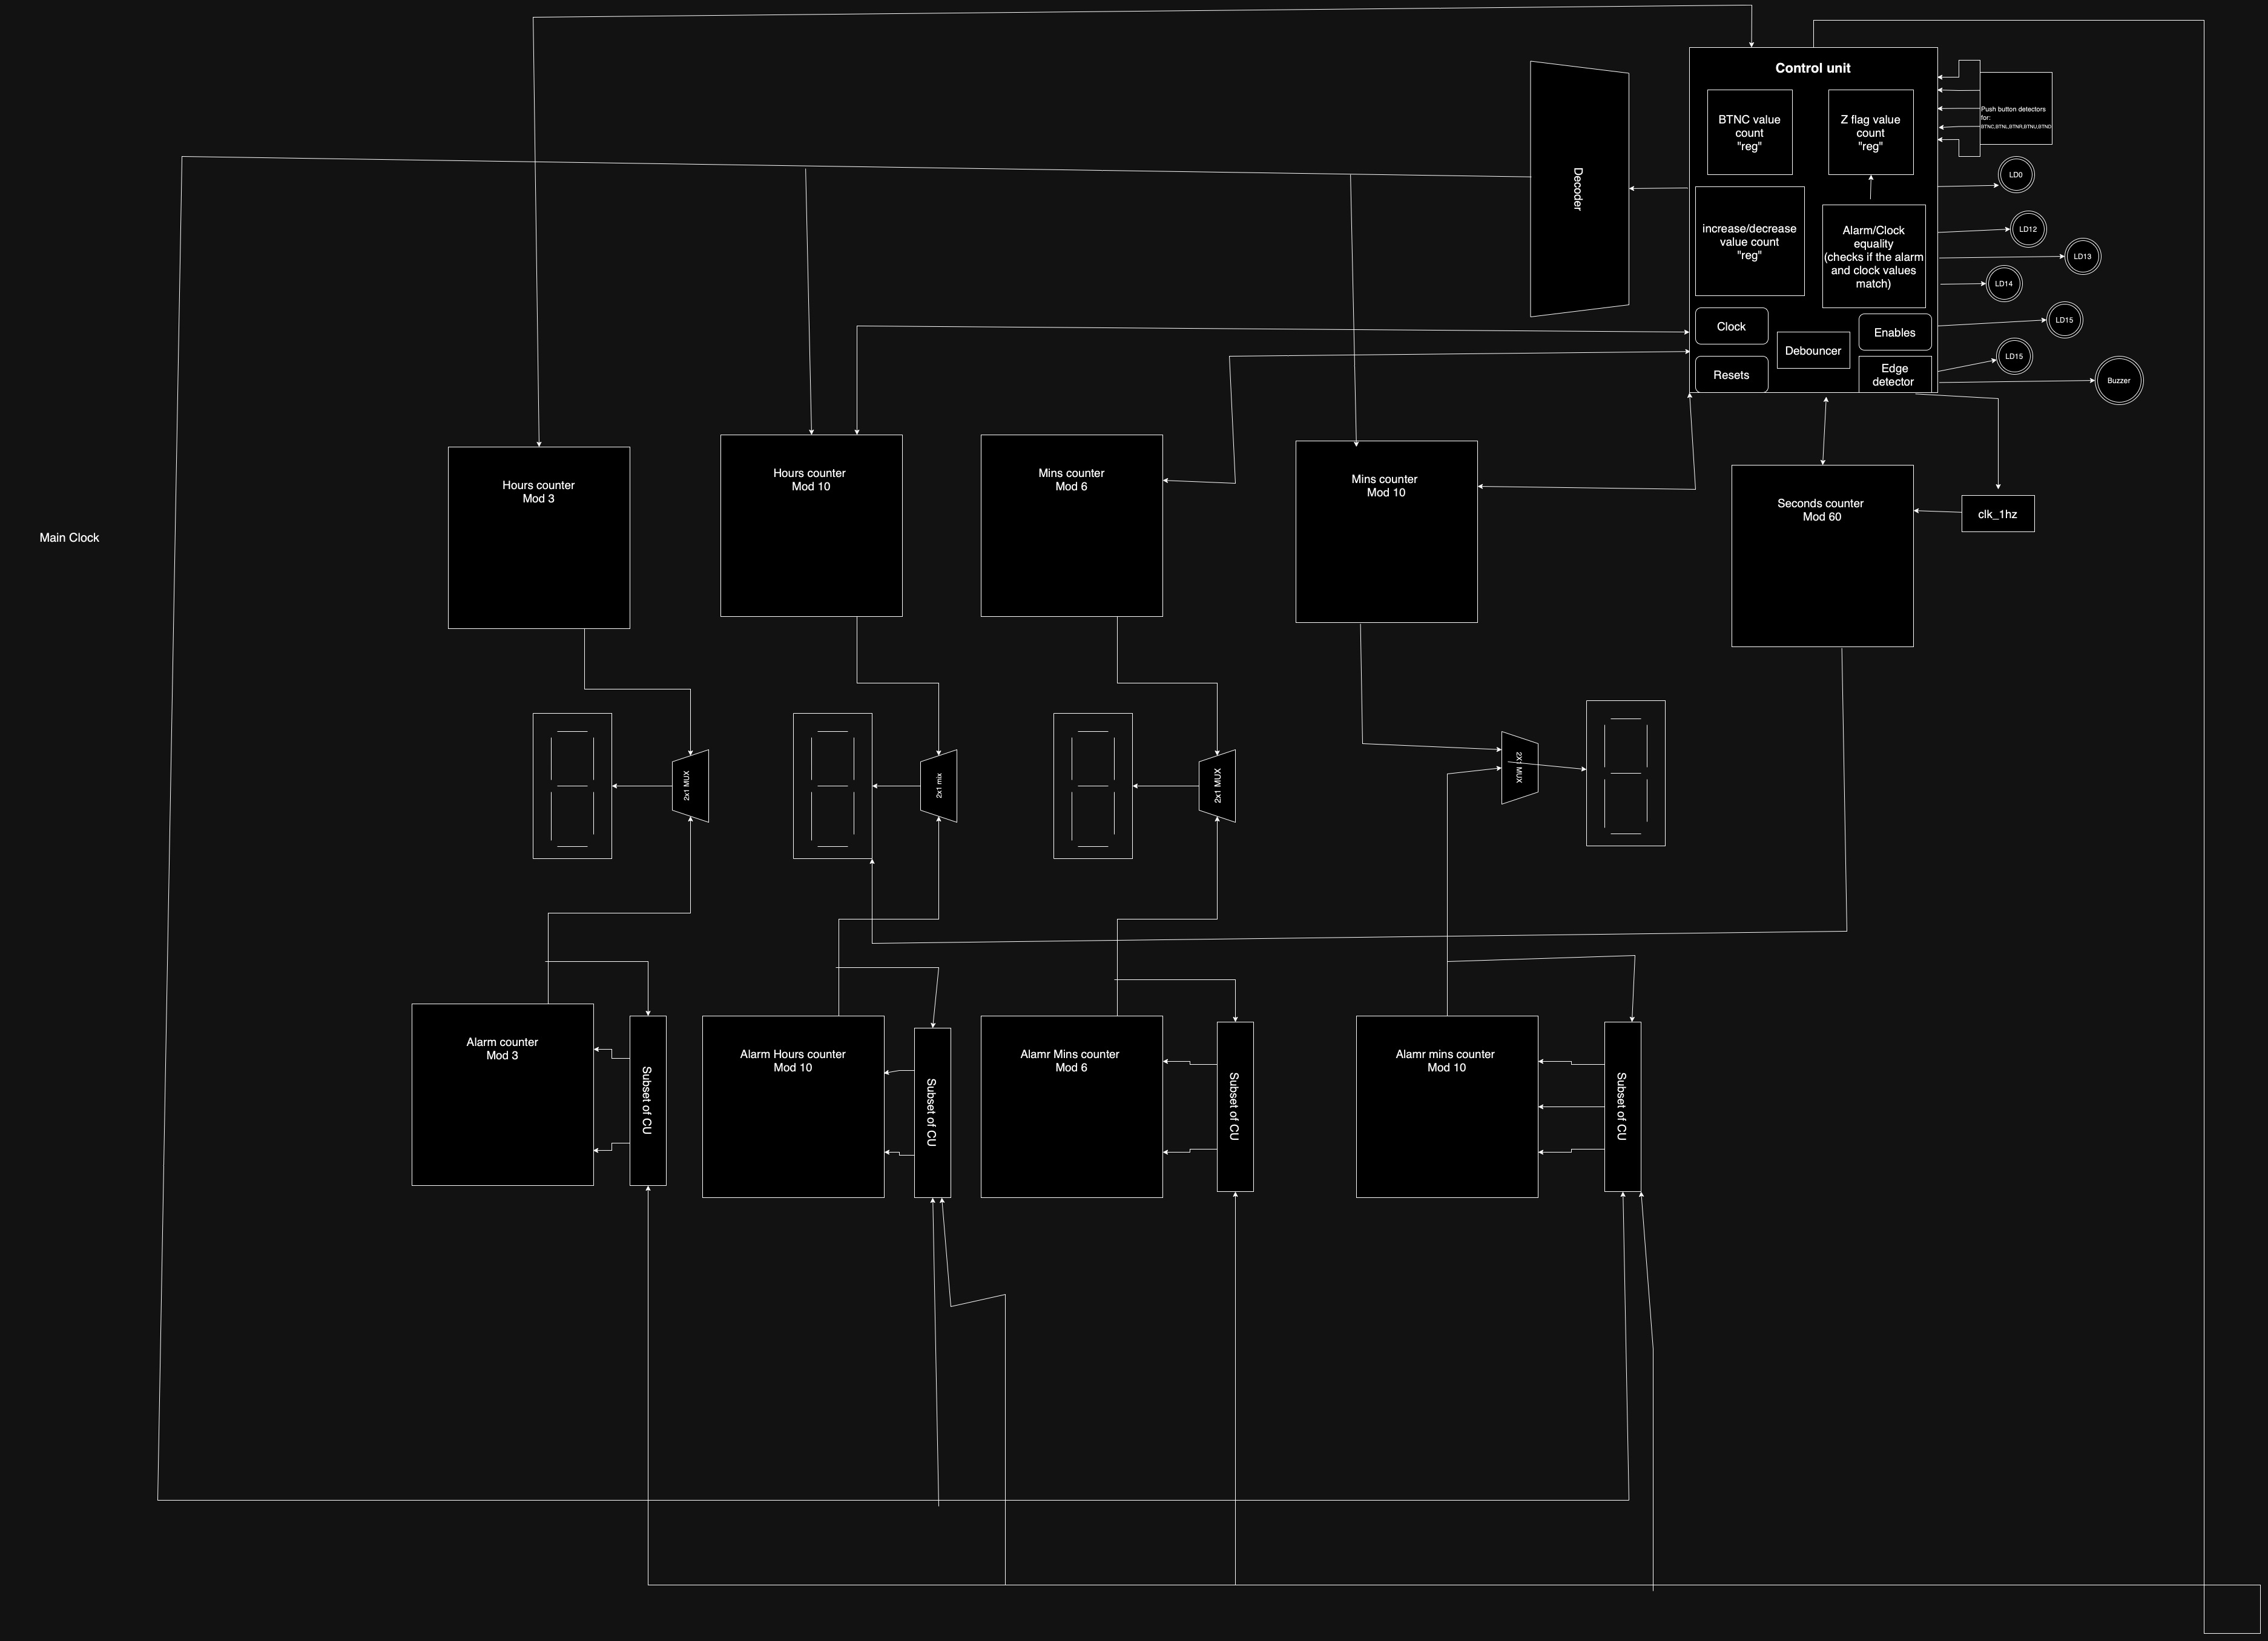 Control unit
BTNC value
count
"reg"
Z flag value
count
"reg"
Push button detectors
for:
BTNC,BTNL,BTNR,BTNU,BTND
Decoder
LD0
increase/decrease
value count
"reg"
Alarm/Clock
equality
(checks if the alarm
and clock values
match)
LD12
LD13
LD14
LD15
Clock
Enables
Debouncer
Resets
Edge
detector
LD15
Buzzer
Hours counter
Mod 3
Hours counter
Mod 10
Mins counter
Mod 6
Mins counter
Mod 10
Seconds counter
Mod 60
clk_1hz
Main Clock
2x1 MUX
2x1 mix
2x1 MUX
2X1 MUX
Alarm counter
Mod 3
Subset of CU
Alarm Hours counter
Mod 10
Subset of CU
Alamr Mins counter
Mod 6
Subset of CU
Alamr mins counter
Mod 10
Subset of CU